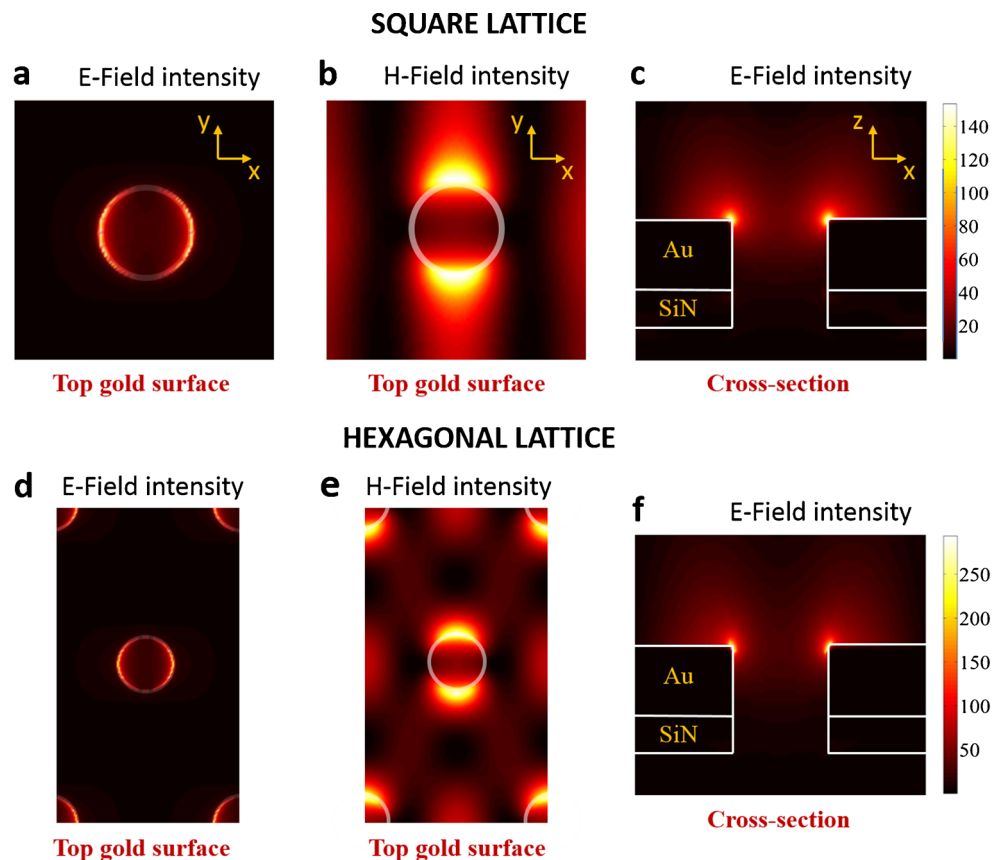 SQUARE LATTICE
a E-Field intensity
b H-Field intensity
c E-Field intensity
y
x
y
x
z
x
Au
SiN
140
120
100
80
60
40
20
Top gold surface
Top gold surface
Cross-section
HEXAGONAL LATTICE
d E-Field intensity
e H-Field intensity
f E-Field intensity
Au
SiN
250
200
150
100
50
Top gold surface
Top gold surface
Cross-section